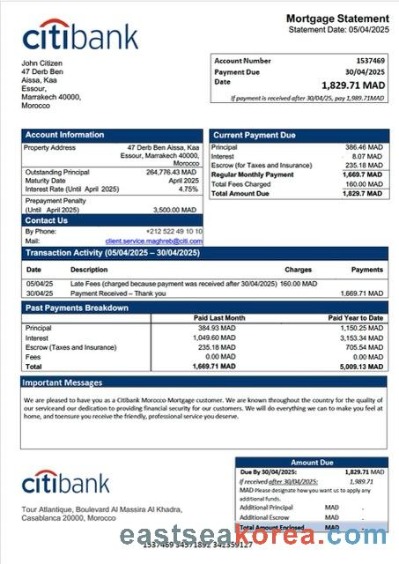 citibank
Mortgage Statement
Statement Date: 05/04/2025
John Citizen
47 Derb Ben
Aissa, Kaa
Essour,
Marrakech 40000,
Morocco
Account Number 1537469
Payment Due 30/04/2025
Date
1,829.71 MAD
If payment is received after 30/04/25, pay 1,989.71MAD
Account Information
Property Address 47 Derb Ben Aissa, Kaa
Essour, Marrakech 40000,
Morocco
Outstanding Principal 264,776.43 MAD
Maturity Date April 2025
Interest Rate (Until April 2025) 4.75%
Prepayment Penalty
(Until April 2025) 3,500.00 MAD
Contact Us
By Phone: +212 522 49 10 10
Mail: client.service.maghreb@citi.com
Current Payment Due
Principal 386.46 MAD
Interest 8.07 MAD
Escrow (for Taxes and Insurance) 235.18 MAD
Regular Monthly Payment 1,669.7 MAD
Total Fees Charged 160.00 MAD
Total Amount Due 1,829.7 MAD
Transaction Activity (05/04/2025 – 30/04/2025)
Date Description Charges Payments
05/04/25 Late Fees (charged because payment was received after 30/04/2025) 160.00 MAD
30/04/25 Payment Received – Thank you 1,669.71 MAD
Past Payments Breakdown
Paid Last Month Paid Year to Date
Principal 384.93 MAD 1,150.25 MAD
Interest 1,049.60 MAD 3,153.34 MAD
Escrow (Taxes and Insurance) 235.18 MAD 705.54 MAD
Fees 0.00 MAD 0.00 MAD
Total 1,669.71 MAD 5,009.13 MAD
Important Messages
We are pleased to have you as a Citibank Morocco Mortgage customer. We are known throughout the country for the quality of
our serviceand our dedication to providing financial security for our customers. We will do everything we can to make you feel at
home, and toensure you receive the friendly, professional service you deserve.
citibank
Tour Atlantique, Boulevard Al Massira Al Khadra,
Casablanca 20000, Morocco
Amount Due
Due By 30/04/2025: 1,829.71 MAD
If received after 30/04/2025: 1,989.71
MAD Please designate how you want us to apply any
additional funds.
Additional Principal MAD .
Additional Escrow MAD .
Total Amount Enclosed MAD .
eastseakorea.com
1537469 34571892 342359127